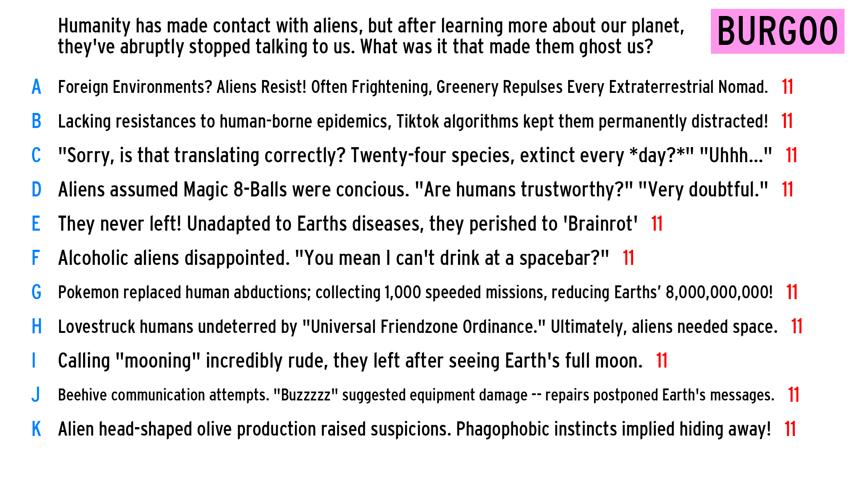 Humanity has made contact with aliens, but after learning more about our planet,
they've abruptly stopped talking to us. What was it that made them ghost us?
BURGOO
A Foreign Environments? Aliens Resist! Often Frightening, Greenery Repulses Every Extraterrestrial Nomad. 11
B Lacking resistances to human-borne epidemics, Tiktok algorithms kept them permanently distracted! 11
C "Sorry, is that translating correctly? Twenty-four species, extinct every *day?*" "Uhhh..." 11
D Aliens assumed Magic 8-Balls were concious. "Are humans trustworthy?" "Very doubtful." 11
E They never left! Unadapted to Earths diseases, they perished to 'Brainrot' 11
F Alcoholic aliens disappointed. "You mean I can't drink at a spacebar?" 11
G Pokemon replaced human abductions; collecting 1,000 speeded missions, reducing Earths' 8,000,000,000! 11
H Lovestruck humans undeterred by "Universal Friendzone Ordinance." Ultimately, aliens needed space. 11
I Calling "mooning" incredibly rude, they left after seeing Earth's full moon. 11
J Beehive communication attempts. "Buzzzzz" suggested equipment damage -- repairs postponed Earth's messages. 11
K Alien head-shaped olive production raised suspicions. Phagophobic instincts implied hiding away! 11